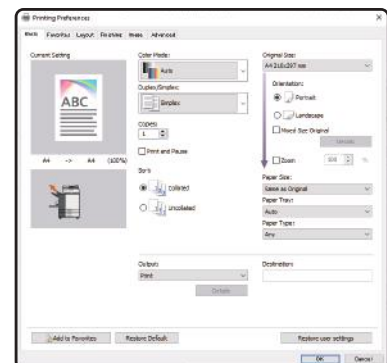 Printing Preferences
Basic Favorites Layout Finishing Image Advanced
Current Setting
ABC
A4 -> A4 (100%)
Color Mode:
Auto
Duplex/Simplex:
Simplex
Copies:
1
Print and Pause
Sort:
Collated
Uncollated
Output:
Print
Details
Original Size:
A4 210x297 mm
Orientation:
Portrait
Landscape
Mixed Size Original
Zoom 100 %
Paper Size:
Same as Original
Paper Tray:
Auto
Paper Type:
Any
Destination:
Add to Favorites
Restore Default
Restore user settings
OK
Cancel